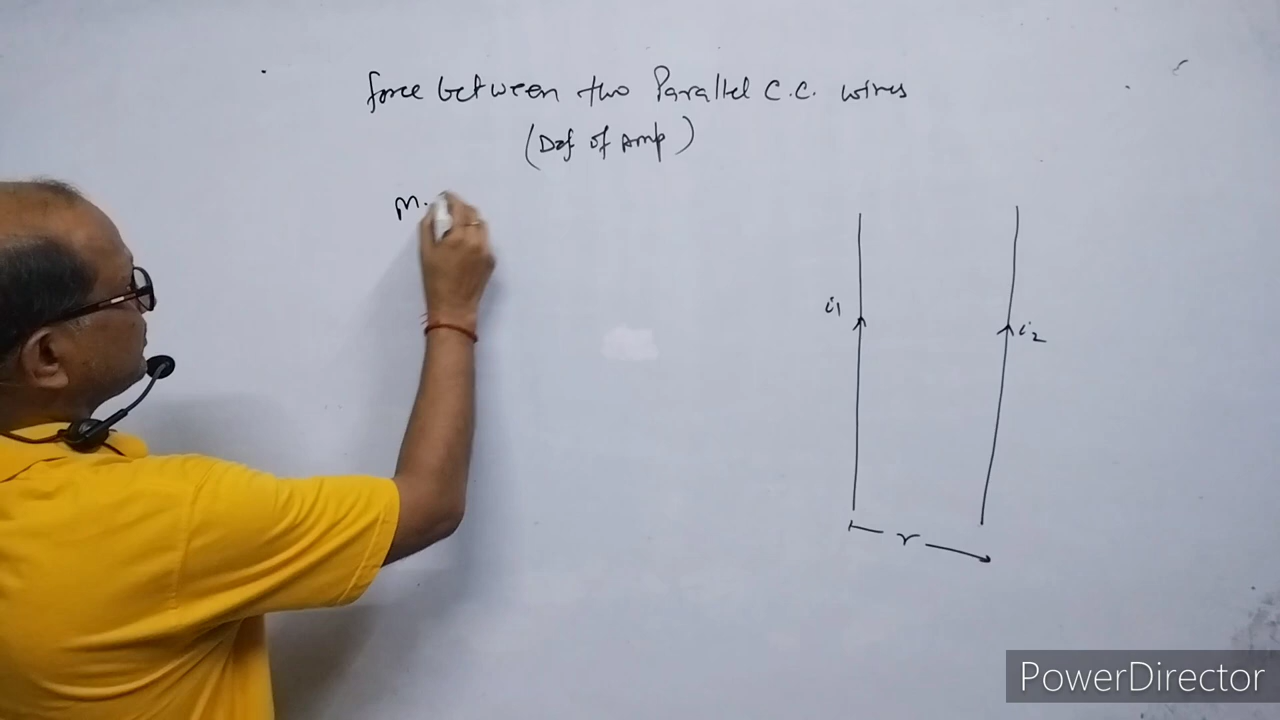 force between two Parallel C.C. wires
(Def of Amp)
M.
i1
i2
r
PowerDirector